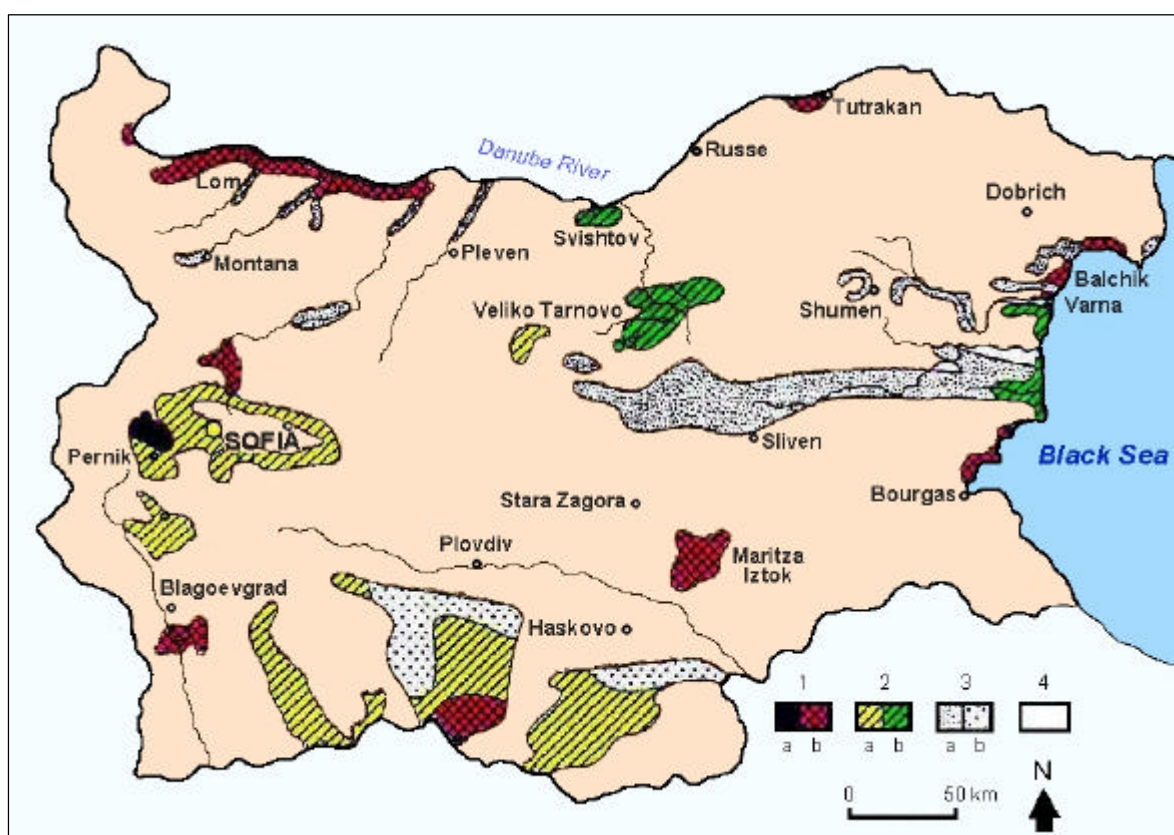 Tutrakan
Danube River
Russe
Lom
Dobrich
Svishtov
Pleven
Montana
Balchik
Veliko Tarnovo
Shumen
Varna
SOFIA
Sliven
Pernik
Black Sea
Bourgas
Stara Zagora
Plovdiv
Maritza
Iztok
Blagoevgrad
Haskovo
1 2 3 4
a b a b a b
N
0 50 km